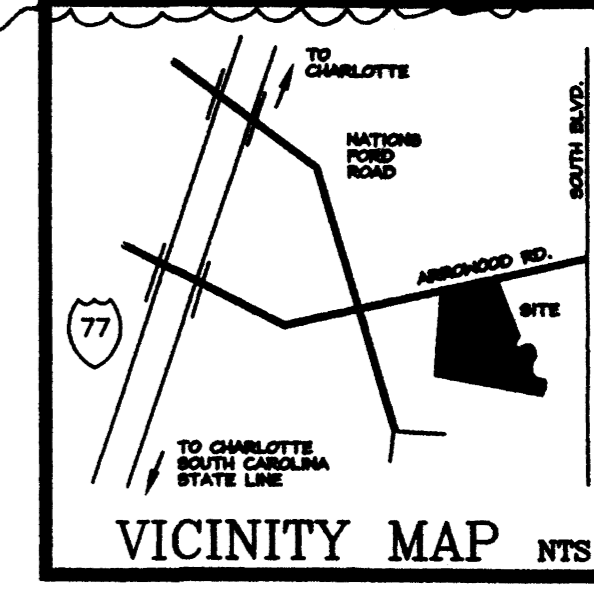 TO
CHARLOTTE
NATIONS
FORD
ROAD
SOUTH BLVD.
ARROWOOD RD.
SITE
77
TO CHARLOTTE
SOUTH CAROLINA
STATE LINE
VICINITY MAP NTS